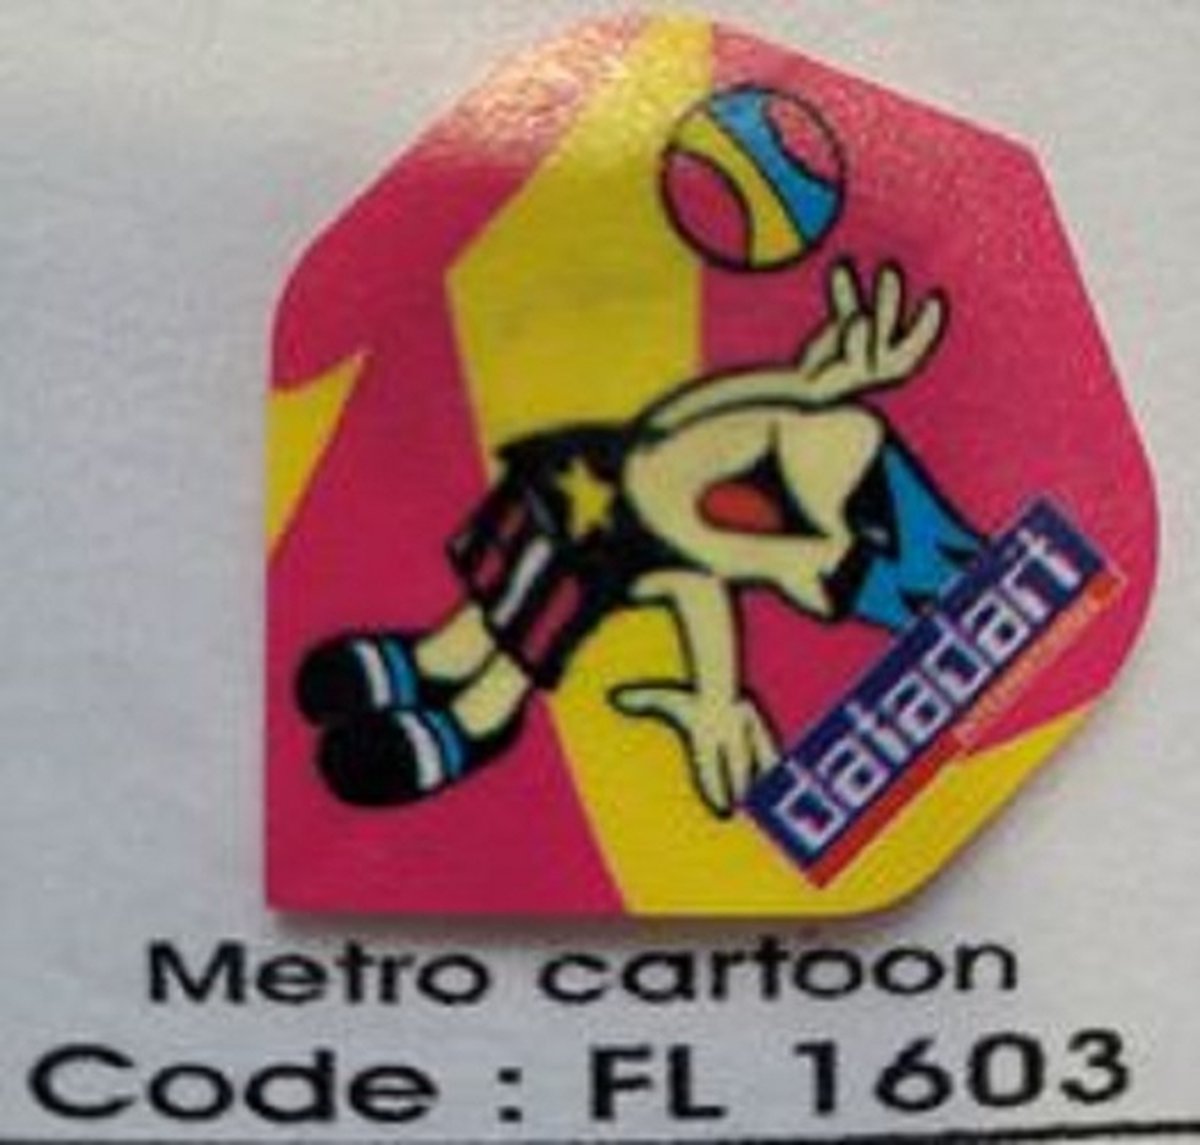 datadart
Metro cartoon
Code : FL 1603